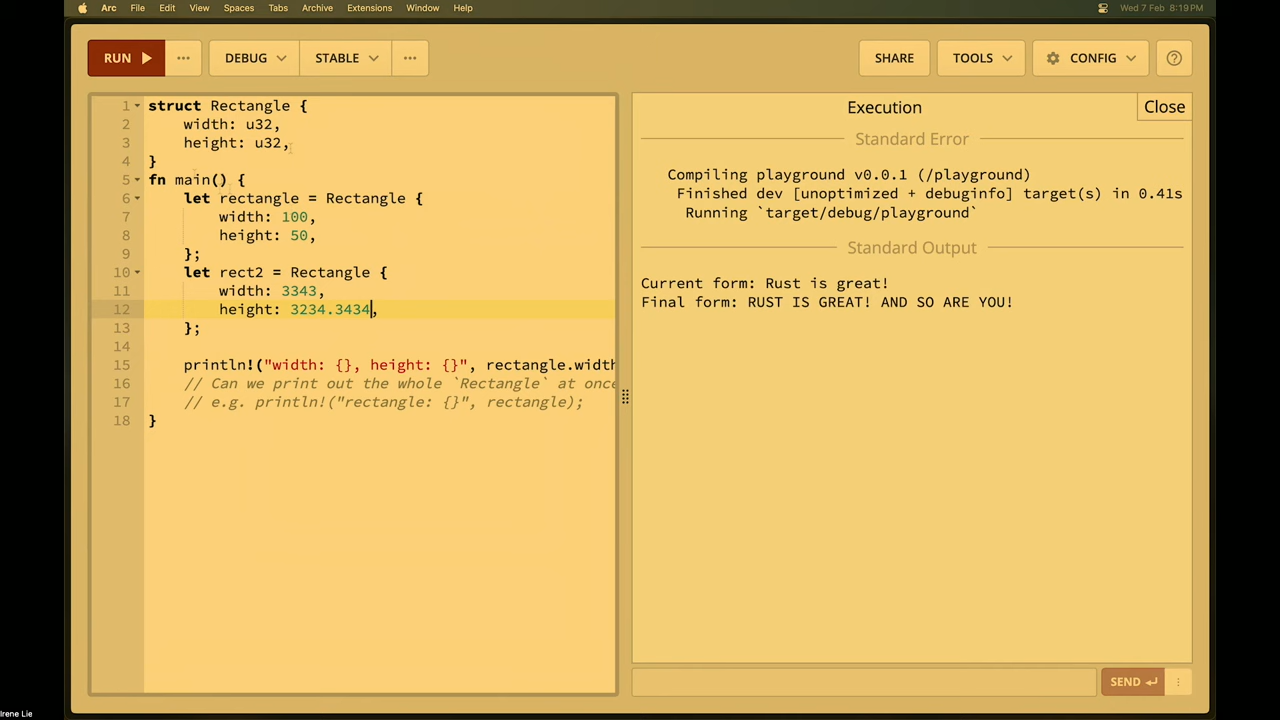 Arc File Edit View Spaces Tabs Archive Extensions Window Help Wed 7 Feb 8:19 PM
RUN ··· DEBUG STABLE ··· SHARE TOOLS CONFIG ?
1 struct Rectangle {
2     width: u32,
3     height: u32,
4 }
5 fn main() {
6     let rectangle = Rectangle {
7         width: 100,
8         height: 50,
9     };
10     let rect2 = Rectangle {
11         width: 3343,
12         height: 3234.3434,
13     };
14
15     println!("width: {}, height: {}", rectangle.width
16     // Can we print out the whole `Rectangle` at once
17     // e.g. println!("rectangle: {}", rectangle);
18 }
Execution
Close
Standard Error
Compiling playground v0.0.1 (/playground)
Finished dev [unoptimized + debuginfo] target(s) in 0.41s
Running `target/debug/playground`
Standard Output
Current form: Rust is great!
Final form: RUST IS GREAT! AND SO ARE YOU!
SEND
Irene Lie